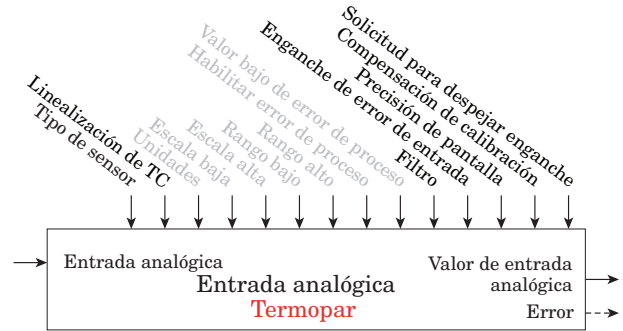 Tipo de sensor
Linealización de TC
Unidades
Escala baja
Escala alta
Rango bajo
Rango alto
Habilitar error de proceso
Valor bajo de error de proceso
Filtro
Enganche de error de entrada
Precisión de pantalla
Compensación de calibración
Solicitud para despejar enganche
Entrada analógica
Entrada analógica
Termopar
Valor de entrada
analógica
Error